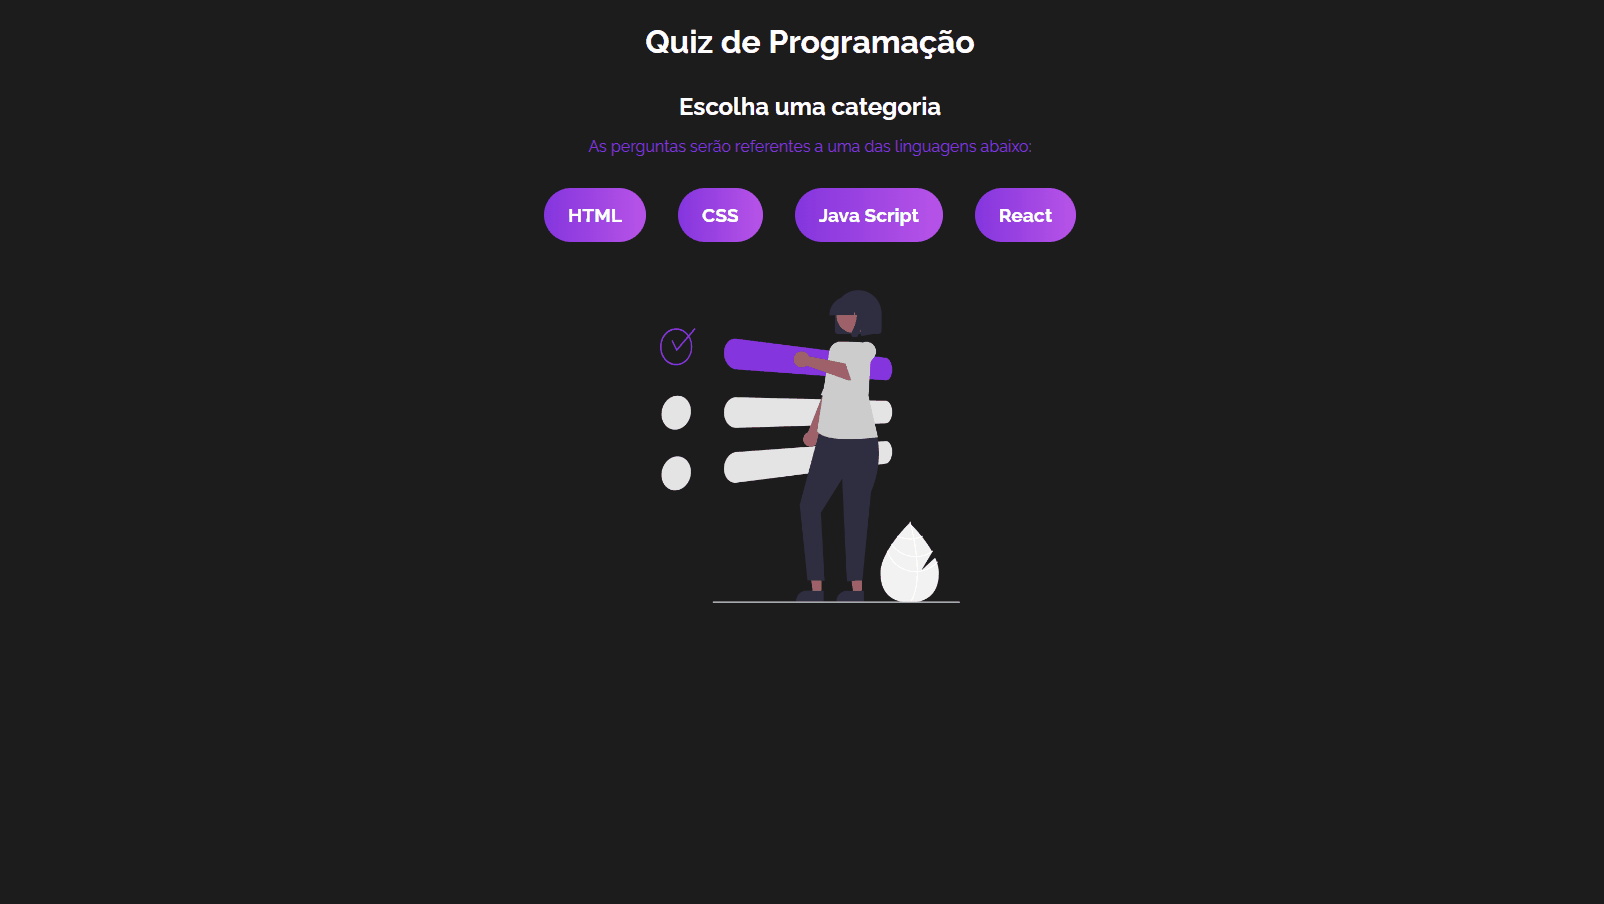 Quiz de Programação
Escolha uma categoria
As perguntas serão referentes a uma das linguagens abaixo:
HTML CSS Java Script React